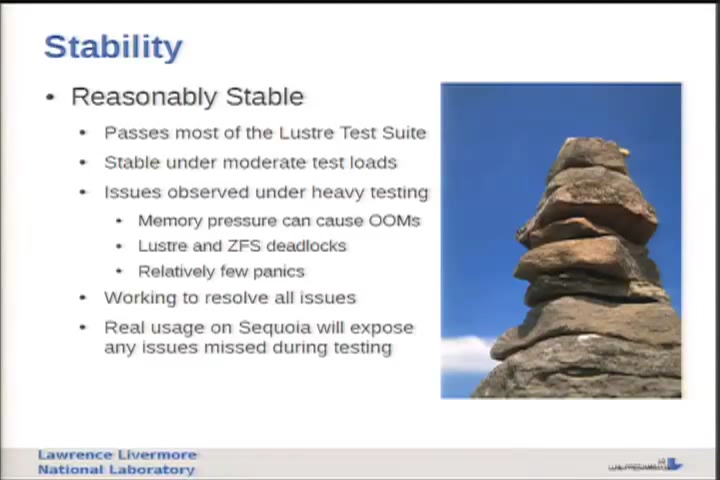 Stability
Reasonably Stable
Passes most of the Lustre Test Suite
Stable under moderate test loads
Issues observed under heavy testing
Memory pressure can cause OOMs
Lustre and ZFS deadlocks
Relatively few panics
Working to resolve all issues
Real usage on Sequoia will expose
any issues missed during testing
Lawrence Livermore
National Laboratory